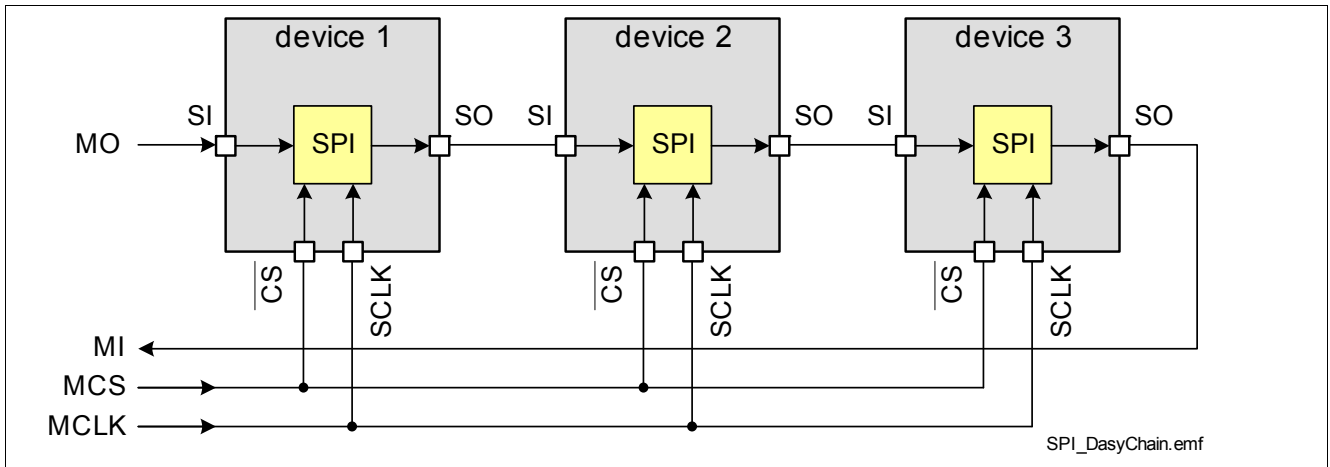 device 1 device 2 device 3
SI SO SI SO SI SO
MO SPI SPI SPI
CS SCLK CS SCLK CS SCLK
MI
MCS
MCLK
SPI_DasyChain.emf